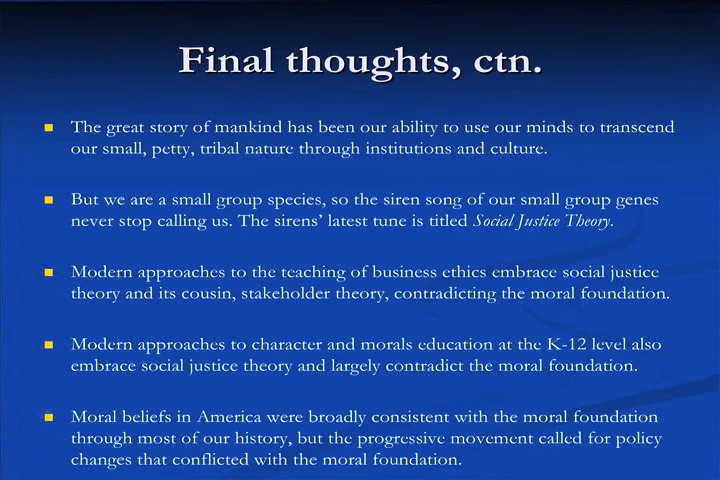 Final thoughts, ctn.
The great story of mankind has been our ability to use our minds to transcend
our small, petty, tribal nature through institutions and culture.
But we are a small group species, so the siren song of our small group genes
never stop calling us. The sirens' latest tune is titled Social Justice Theory.
Modern approaches to the teaching of business ethics embrace social justice
theory and its cousin, stakeholder theory, contradicting the moral foundation.
Modern approaches to character and morals education at the K-12 level also
embrace social justice theory and largely contradict the moral foundation.
Moral beliefs in America were broadly consistent with the moral foundation
through most of our history, but the progressive movement called for policy
changes that conflicted with the moral foundation.